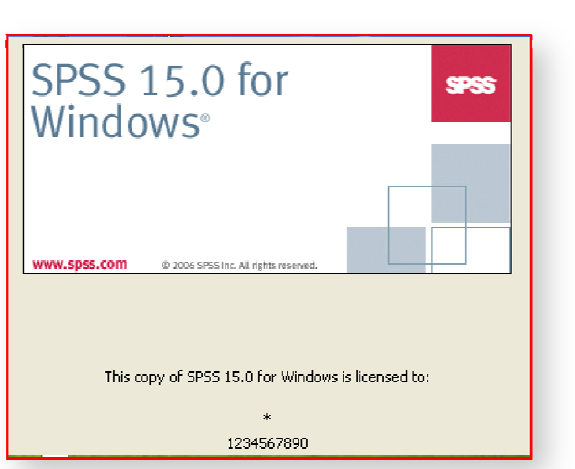 SPSS 15.0 for
Windows®
SPSS
www.spss.com © 2006 SPSS Inc. All rights reserved.
This copy of SPSS 15.0 for Windows is licensed to:
*
1234567890